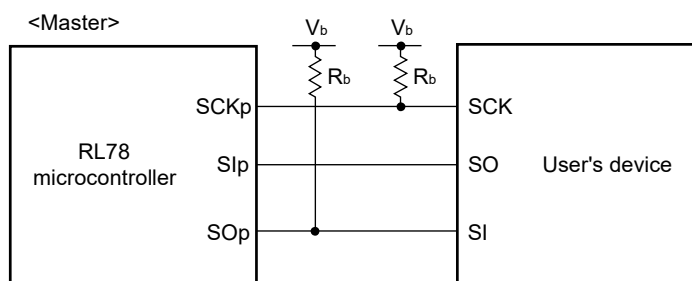 <Master>
Vb Vb
Rb Rb
SCKp SCK
RL78
microcontroller
SIp SO
User's device
SOp SI